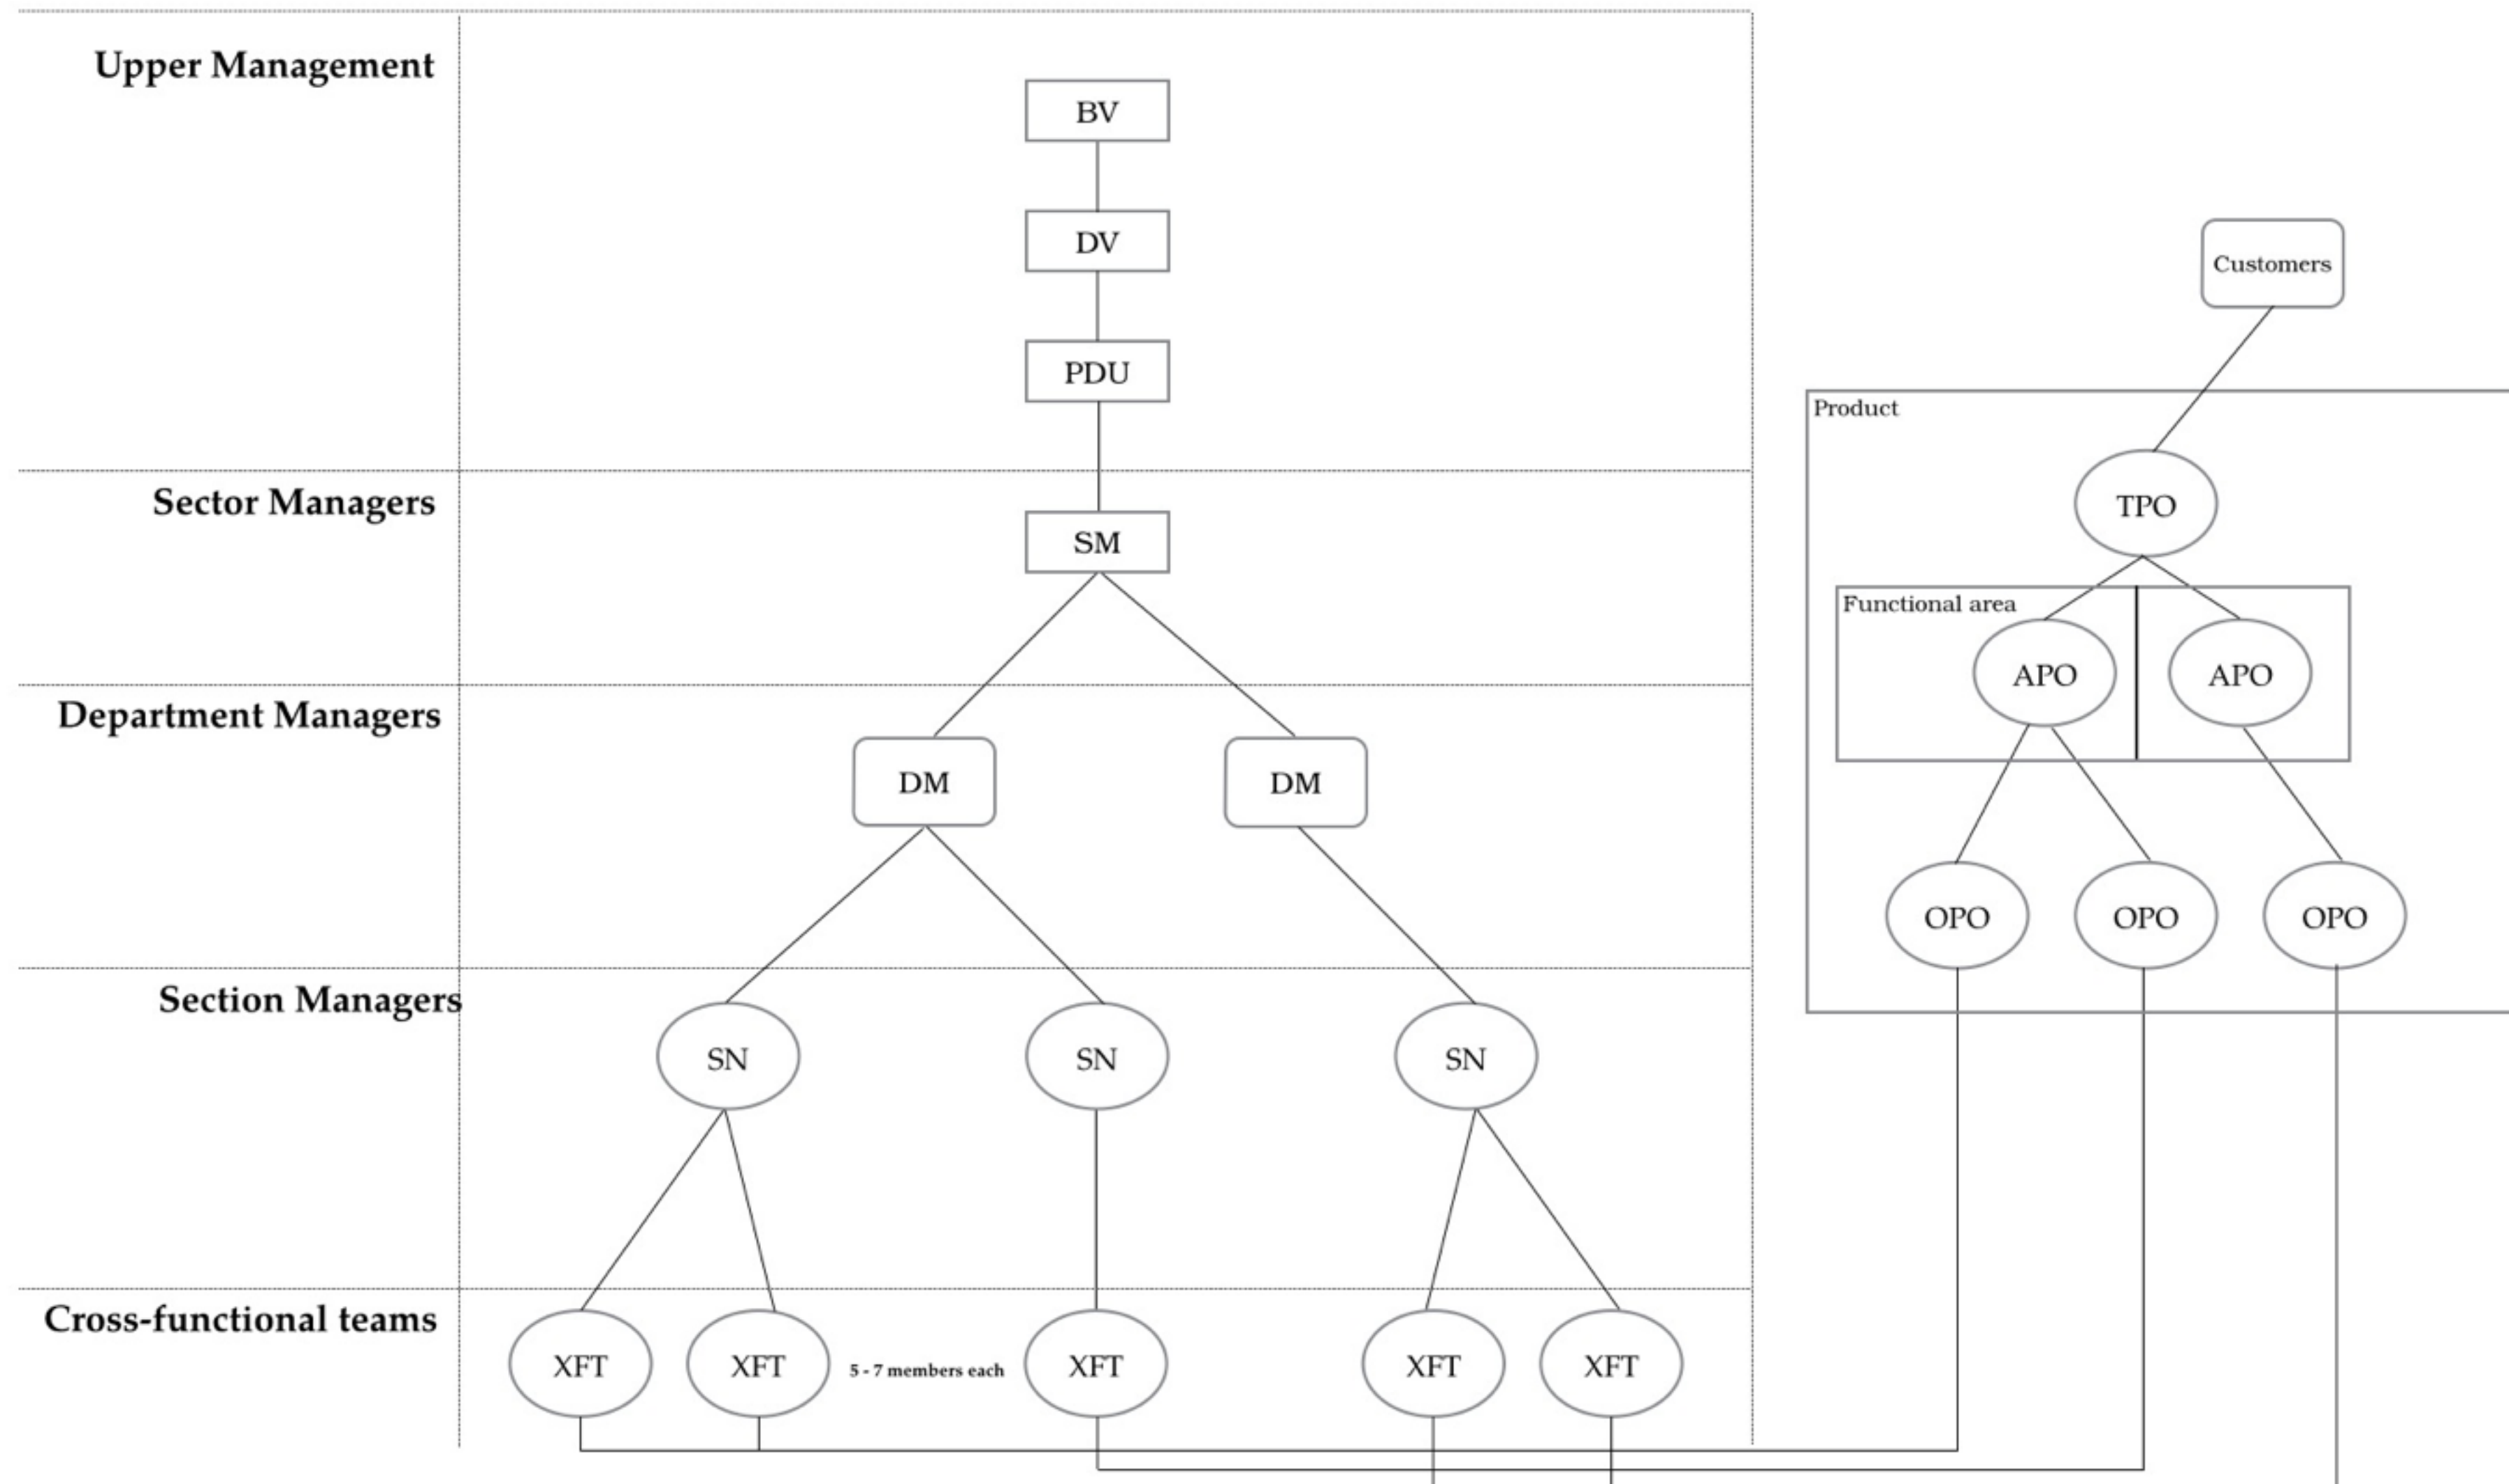 Upper Management
BV
DV
PDU
Sector Managers
SM
Department Managers
DM
DM
Section Managers
SN
SN
SN
Cross-functional teams
XFT
XFT
5 - 7 members each
XFT
XFT
XFT
Customers
Product
TPO
Functional area
APO
APO
OPO
OPO
OPO